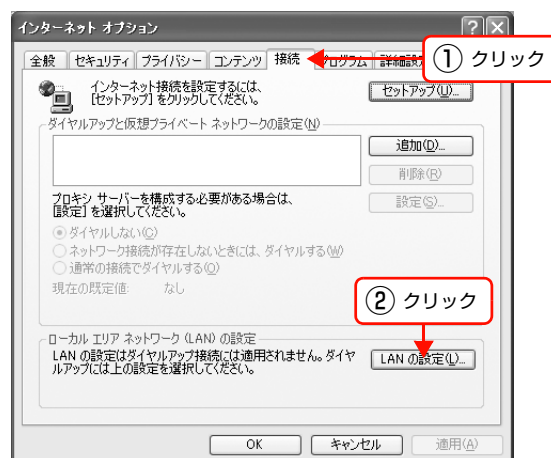 インターネット オプション
全般 セキュリティ プライバシー コンテンツ 接続 プログラム
① クリック
インターネット接続を設定するには、
[セットアップ] をクリックしてください。
セットアップ(U)...
ダイヤルアップと仮想プライベート ネットワークの設定(N)
追加(D)...
削除(R)
プロキシ サーバーを構成する必要がある場合は、
[設定] を選択してください。
設定(S)...
ダイヤルしない(C)
ネットワーク接続が存在しないときには、ダイヤルする(W)
通常の接続でダイヤルする(O)
現在の既定値: なし
② クリック
ローカル エリア ネットワーク (LAN) の設定
LAN の設定はダイヤルアップ接続には適用されません。ダイヤ
ルアップには上の設定を選択してください。
LAN の設定(L)...
OK キャンセル 適用(A)